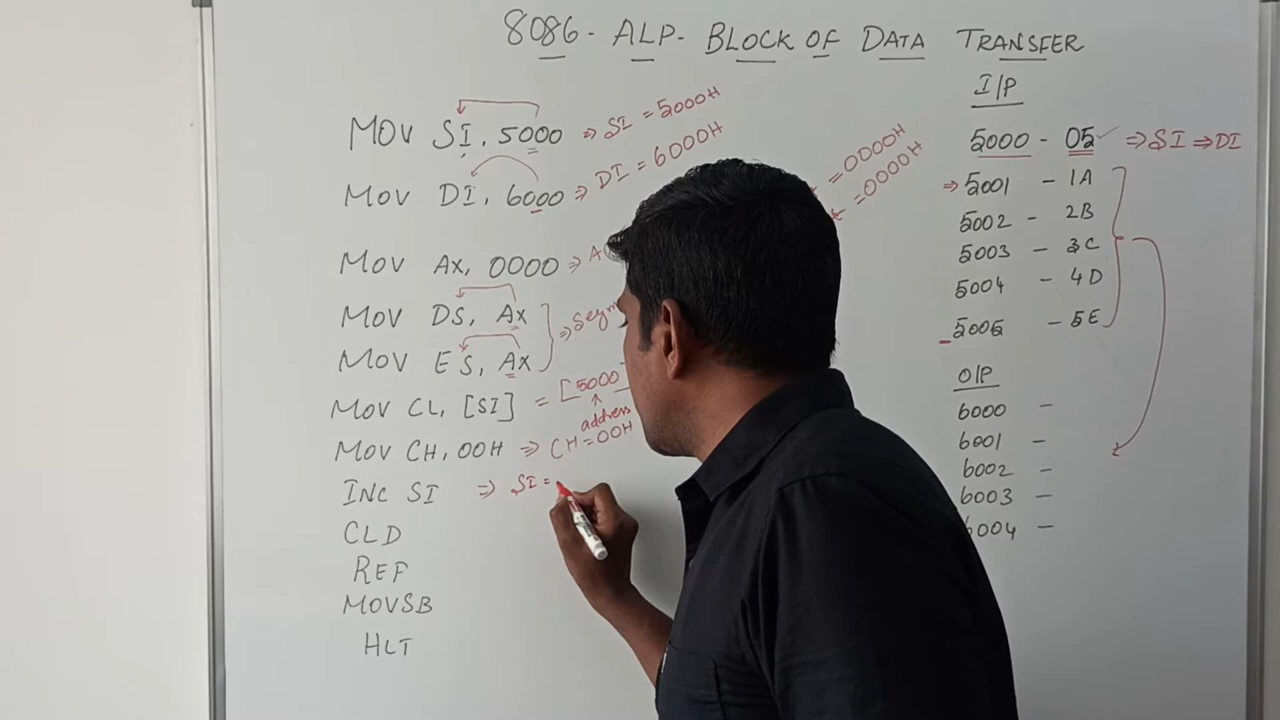 8086 - ALP - BLOCK OF DATA TRANSFER
MOV SI, 5000 ⇒ SI = 5000H
MOV DI, 6000 ⇒ DI = 6000H
MOV AX, 0000 ⇒ A
= 0000H
= 0000H
MOV DS, AX
MOV ES, AX
⇒ Segm
MOV CL, [SI] = [5000
address
MOV CH, 00H ⇒ CH = 00H
INC SI ⇒ SI =
CLD
REF
MOVSB
HLT
I/P
5000 - 05 ✓ ⇒ SI ⇒ DI
⇒ 5001 - 1A
5002 - 2B
5003 - 3C
5004 - 4D
5005 - 5E
O/P
6000 -
6001 -
6002 -
6003 -
6004 -